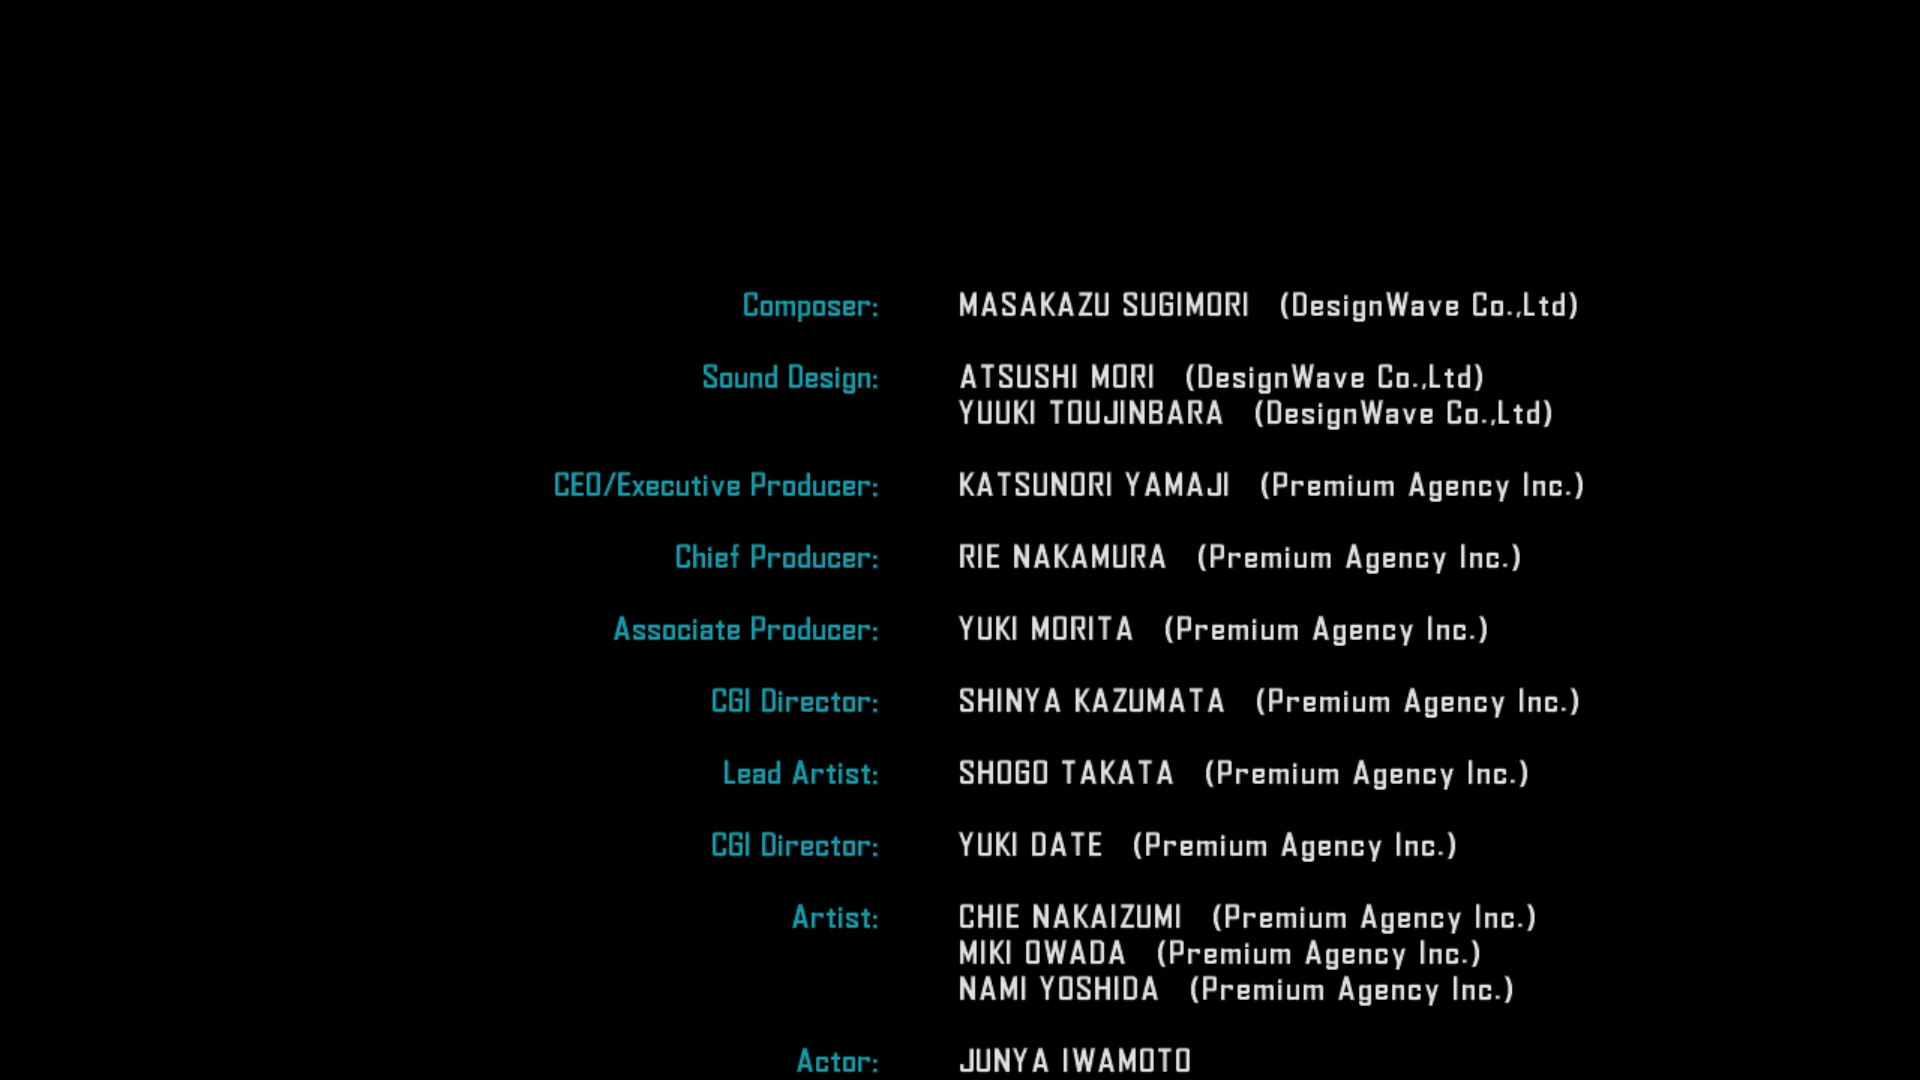 Composer: MASAKAZU SUGIMORI (DesignWave Co.,Ltd)
Sound Design: ATSUSHI MORI (DesignWave Co.,Ltd)
YUUKI TOUJINBARA (DesignWave Co.,Ltd)
CEO/Executive Producer: KATSUNORI YAMAJI (Premium Agency Inc.)
Chief Producer: RIE NAKAMURA (Premium Agency Inc.)
Associate Producer: YUKI MORITA (Premium Agency Inc.)
CGI Director: SHINYA KAZUMATA (Premium Agency Inc.)
Lead Artist: SHOGO TAKATA (Premium Agency Inc.)
CGI Director: YUKI DATE (Premium Agency Inc.)
Artist: CHIE NAKAIZUMI (Premium Agency Inc.)
MIKI OWADA (Premium Agency Inc.)
NAMI YOSHIDA (Premium Agency Inc.)
Actor: JUNYA IWAMOTO